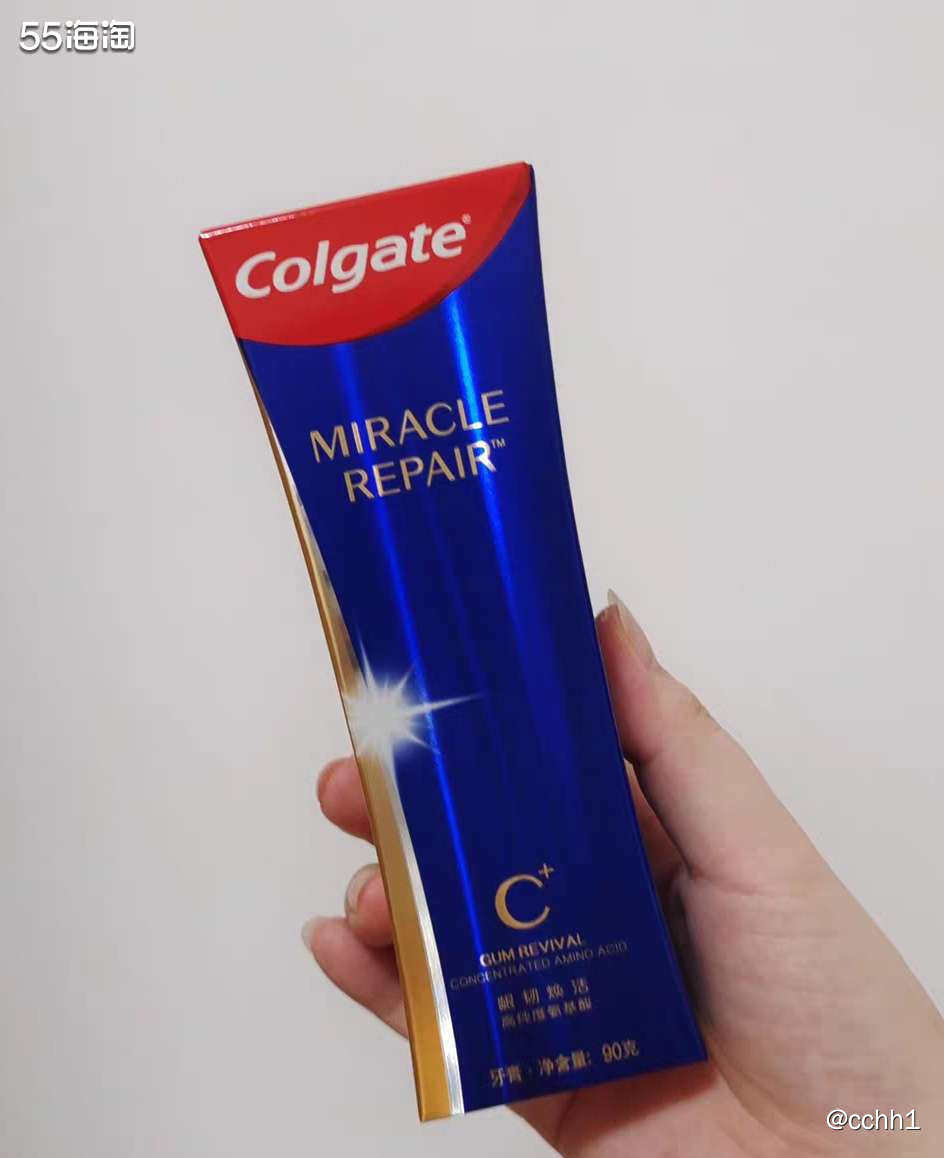 55海淘
Colgate®
MIRACLE
REPAIR™
C+
GUM REVIVAL
CONCENTRATED AMINO ACID
龈韧焕活
高纯度氨基酸
牙膏·净含量: 90克
@cchh1